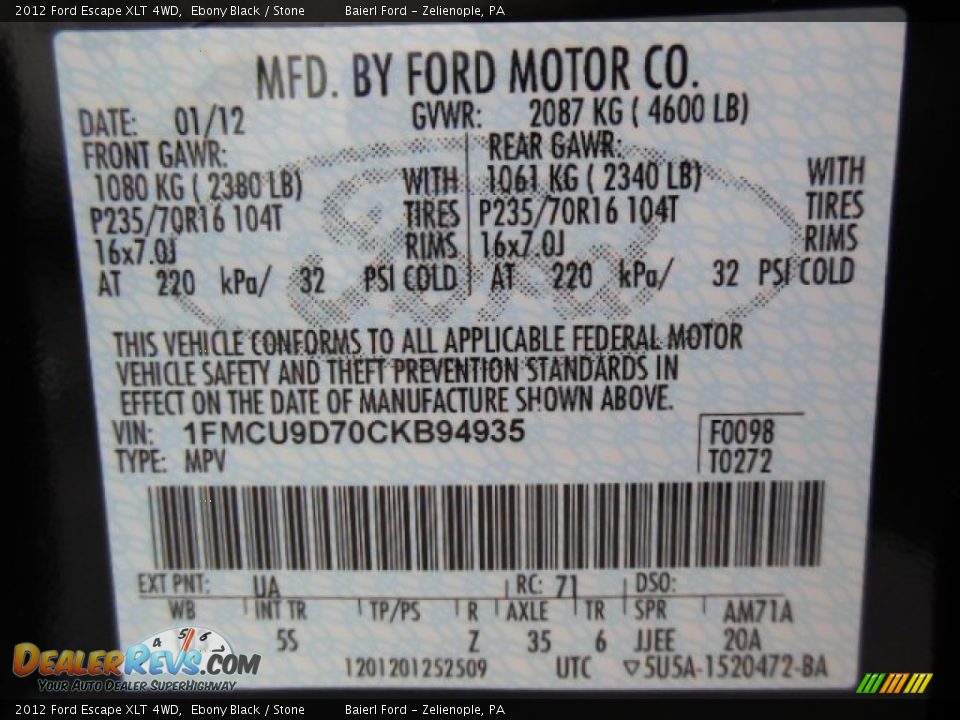 2012 Ford Escape XLT 4WD, Ebony Black / Stone Baierl Ford - Zelienople, PA
MFD. BY FORD MOTOR CO.
DATE: 01/12 GVWR: 2087 KG ( 4600 LB)
FRONT GAWR: REAR GAWR:
1080 KG ( 2380 LB) WITH 1061 KG ( 2340 LB) WITH
P235/70R16 104T TIRES P235/70R16 104T TIRES
16x7.0J RIMS 16x7.0J RIMS
AT 220 kPa/ 32 PSI COLD AT 220 kPa/ 32 PSI COLD
Ford
THIS VEHICLE CONFORMS TO ALL APPLICABLE FEDERAL MOTOR
VEHICLE SAFETY AND THEFT PREVENTION STANDARDS IN
EFFECT ON THE DATE OF MANUFACTURE SHOWN ABOVE.
VIN: 1FMCU9D70CKB94935 F0098
TYPE: MPV T0272
EXT PNT: UA RC: 71 DSO:
WB INT TR TP/PS R AXLE TR SPR AM71A
5S Z 35 6 JJEE 20A
1201201252509 UTC ▽5U5A-1520472-BA
4 5 6
DEALERREVS.COM
Your Auto Dealer SuperHighway
2012 Ford Escape XLT 4WD, Ebony Black / Stone Baierl Ford - Zelienople, PA